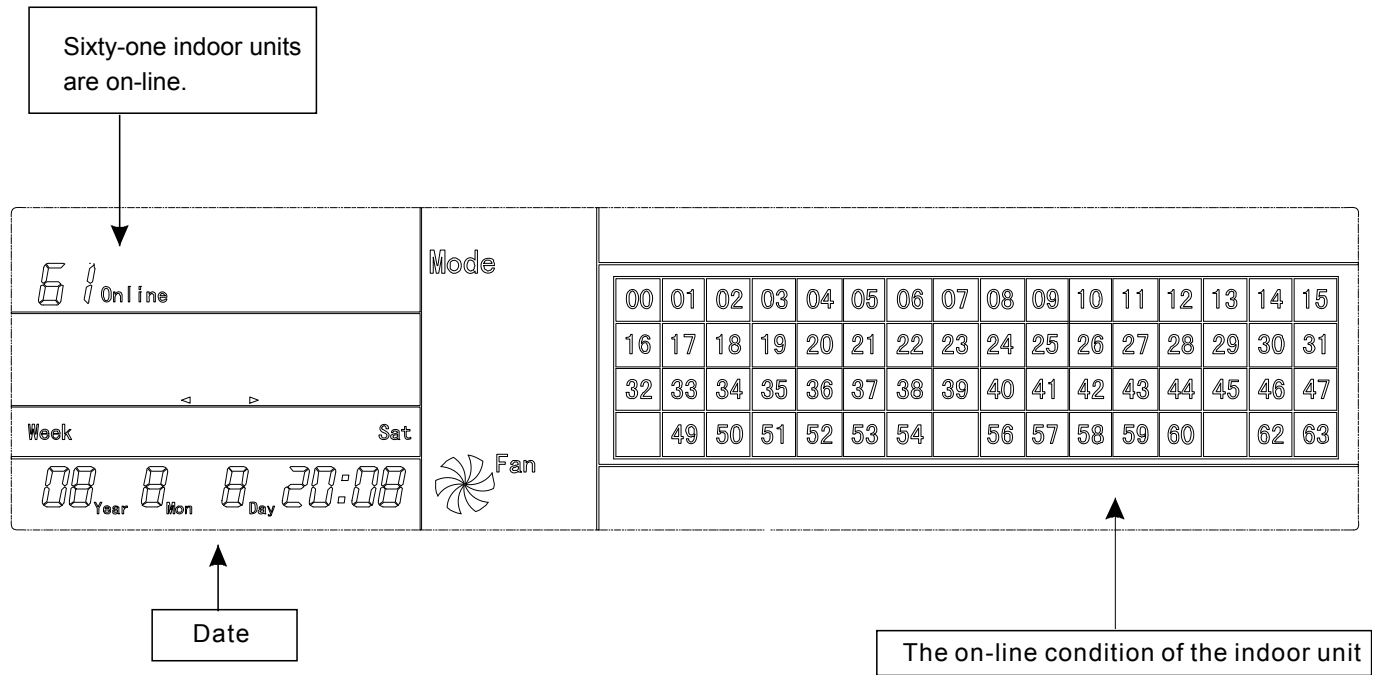 Sixty-one indoor units
are on-line.
61 Online
Mode
00 01 02 03 04 05 06 07 08 09 10 11 12 13 14 15
16 17 18 19 20 21 22 23 24 25 26 27 28 29 30 31
32 33 34 35 36 37 38 39 40 41 42 43 44 45 46 47
49 50 51 52 53 54 56 57 58 59 60 62 63
Week Sat
08 Year 8 Mon 8 Day 20:08
Fan
Date
The on-line condition of the indoor unit